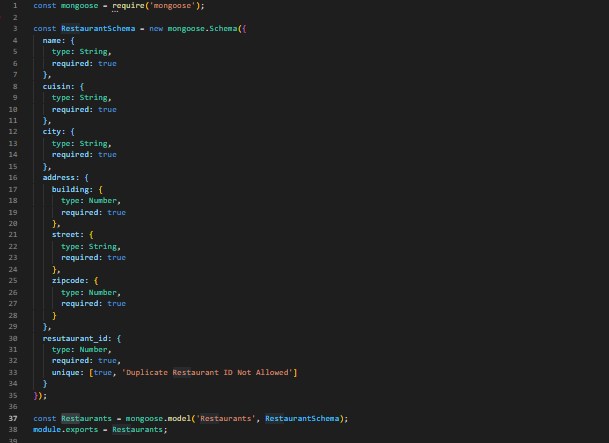 1 const mongoose = require('mongoose');
2
3 const RestaurantSchema = new mongoose.Schema({
4 name: {
5 type: String,
6 required: true
7 },
8 cuisin: {
9 type: String,
10 required: true
11 },
12 city: {
13 type: String,
14 required: true
15 },
16 address: {
17 building: {
18 type: Number,
19 required: true
20 },
21 street: {
22 type: String,
23 required: true
24 },
25 zipcode: {
26 type: Number,
27 required: true
28 }
29 },
30 resutaurant_id: {
31 type: Number,
32 required: true,
33 unique: [true, 'Duplicate Restaurant ID Not Allowed']
34 }
35 });
36
37 const Restaurants = mongoose.model('Restaurants', RestaurantSchema);
38 module.exports = Restaurants;
39